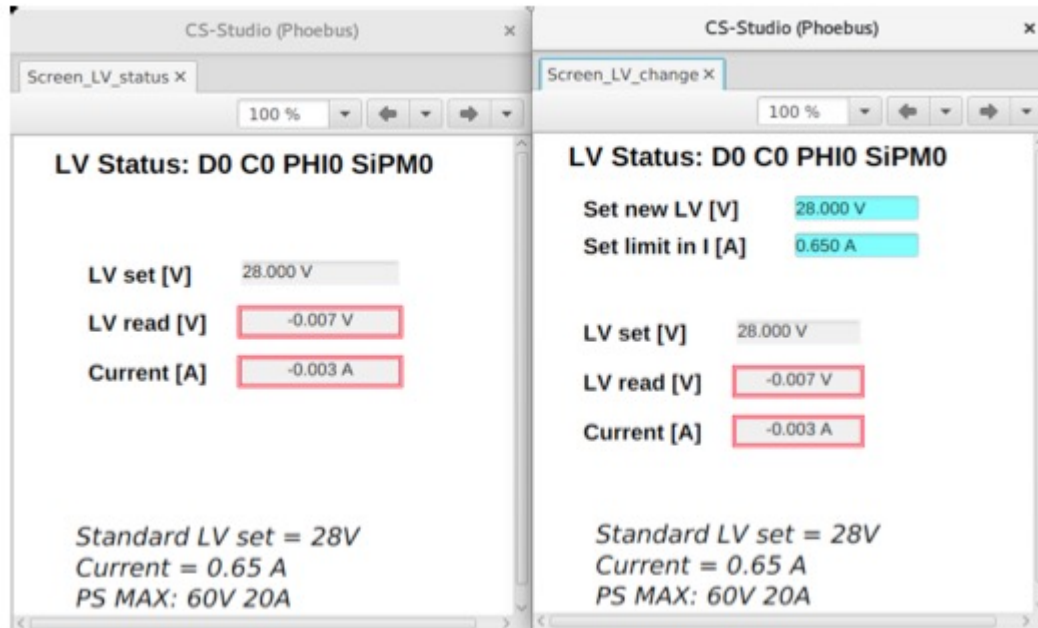 CS-Studio (Phoebus)
Screen_LV_status
100 %
LV Status: D0 C0 PHI0 SiPM0
LV set [V] 28.000 V
LV read [V] -0.007 V
Current [A] -0.003 A
Standard LV set = 28V
Current = 0.65 A
PS MAX: 60V 20A
CS-Studio (Phoebus)
Screen_LV_change
100 %
LV Status: D0 C0 PHI0 SiPM0
Set new LV [V] 28.000 V
Set limit in I [A] 0.650 A
LV set [V] 28.000 V
LV read [V] -0.007 V
Current [A] -0.003 A
Standard LV set = 28V
Current = 0.65 A
PS MAX: 60V 20A